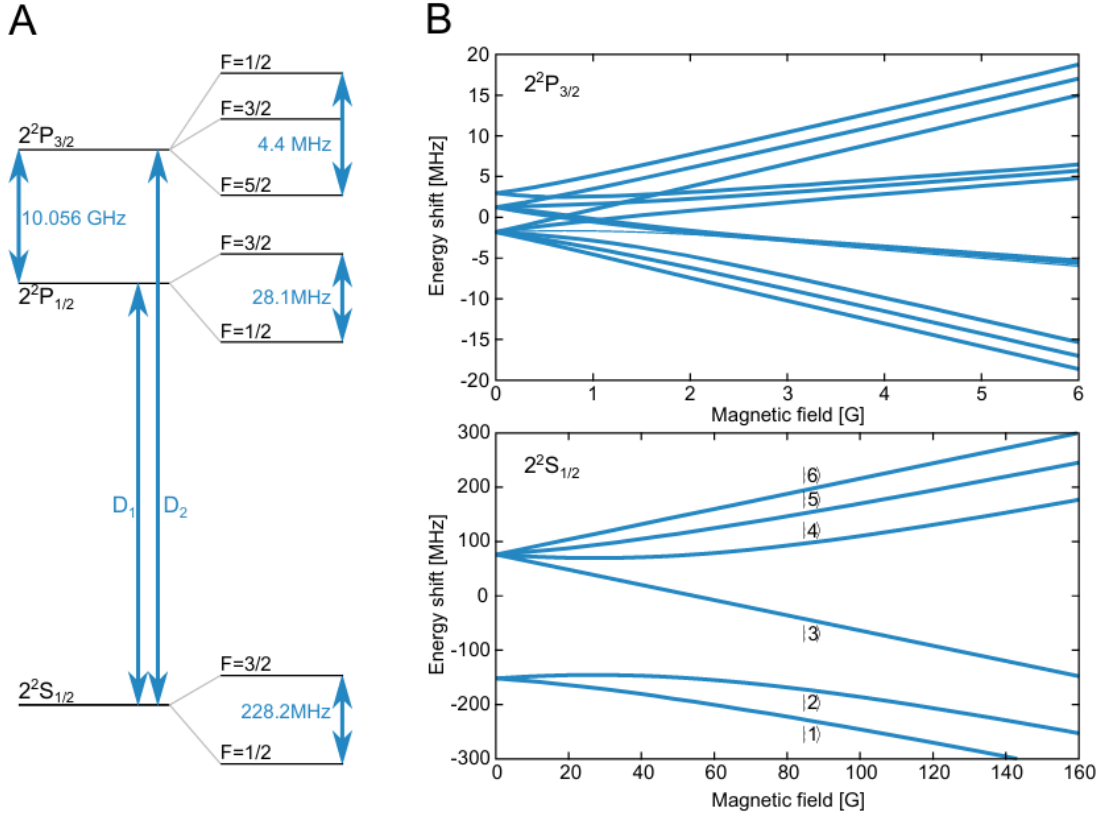 A
F=1/2
2²P₃/₂
F=3/2
4.4 MHz
F=5/2
10.056 GHz
F=3/2
2²P₁/₂
28.1MHz
F=1/2
D₁
D₂
F=3/2
2²S₁/₂
228.2MHz
F=1/2
B
20
15
10
5
0
-5
-10
-15
-20
Energy shift [MHz]
2²P₃/₂
0 1 2 3 4 5 6
Magnetic field [G]
300
200
100
0
-100
-200
-300
Energy shift [MHz]
2²S₁/₂
|6⟩
|5⟩
|4⟩
|3⟩
|2⟩
|1⟩
0 20 40 60 80 100 120 140 160
Magnetic field [G]